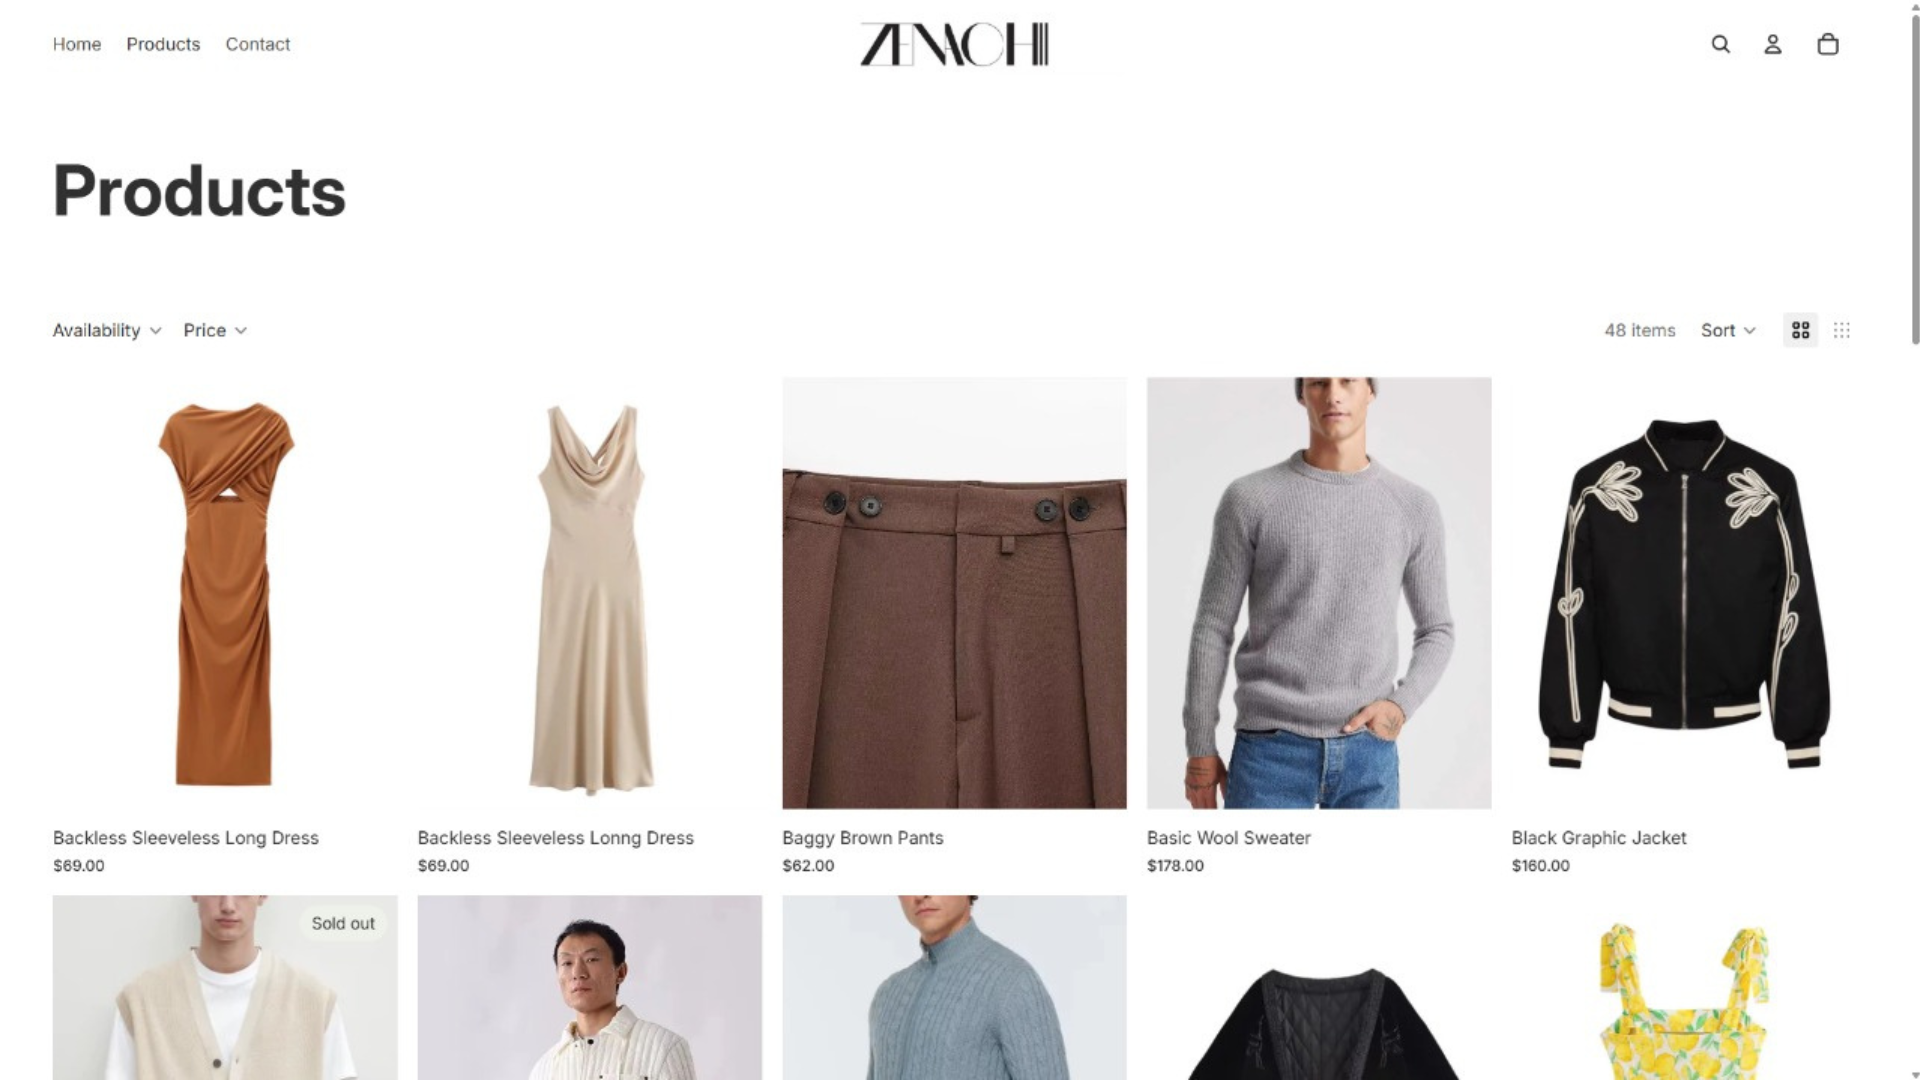 Home Products Contact
ZENACHI
Products
Availability Price
48 items Sort
Backless Sleeveless Long Dress
$69.00
Backless Sleeveless Lonng Dress
$69.00
Baggy Brown Pants
$62.00
Basic Wool Sweater
$178.00
Black Graphic Jacket
$160.00
Sold out